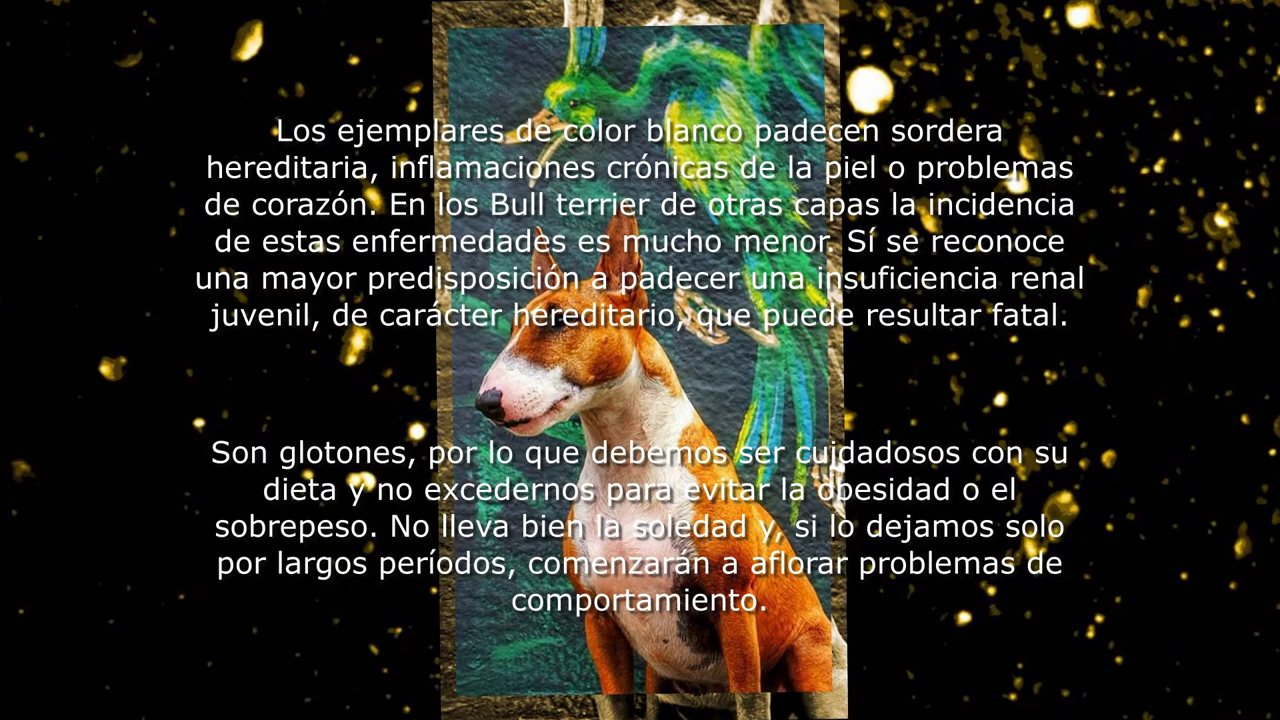 Los ejemplares de color blanco padecen sordera
hereditaria, inflamaciones crónicas de la piel o problemas
de corazón. En los Bull terrier de otras capas la incidencia
de estas enfermedades es mucho menor. Sí se reconoce
una mayor predisposición a padecer una insuficiencia renal
juvenil, de carácter hereditario, que puede resultar fatal.
Son glotones, por lo que debemos ser cuidadosos con su
dieta y no excedernos para evitar la obesidad o el
sobrepeso. No lleva bien la soledad y, si lo dejamos solo
por largos períodos, comenzarán a aflorar problemas de
comportamiento.